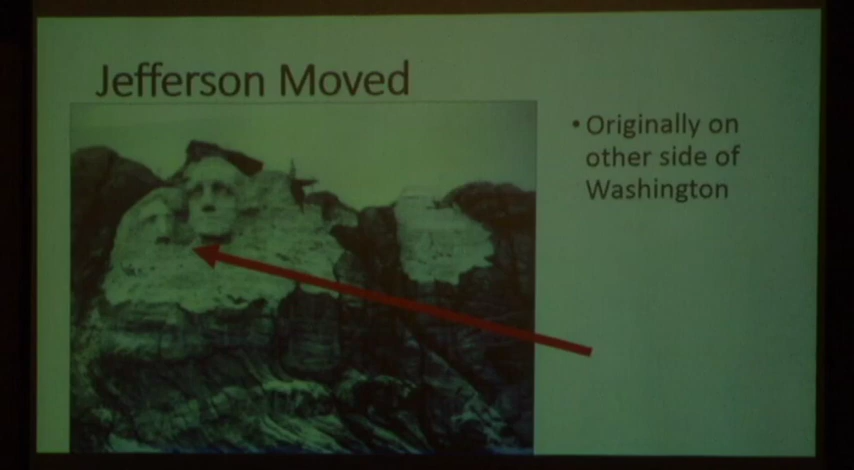 Jefferson Moved
• Originally on
other side of
Washington